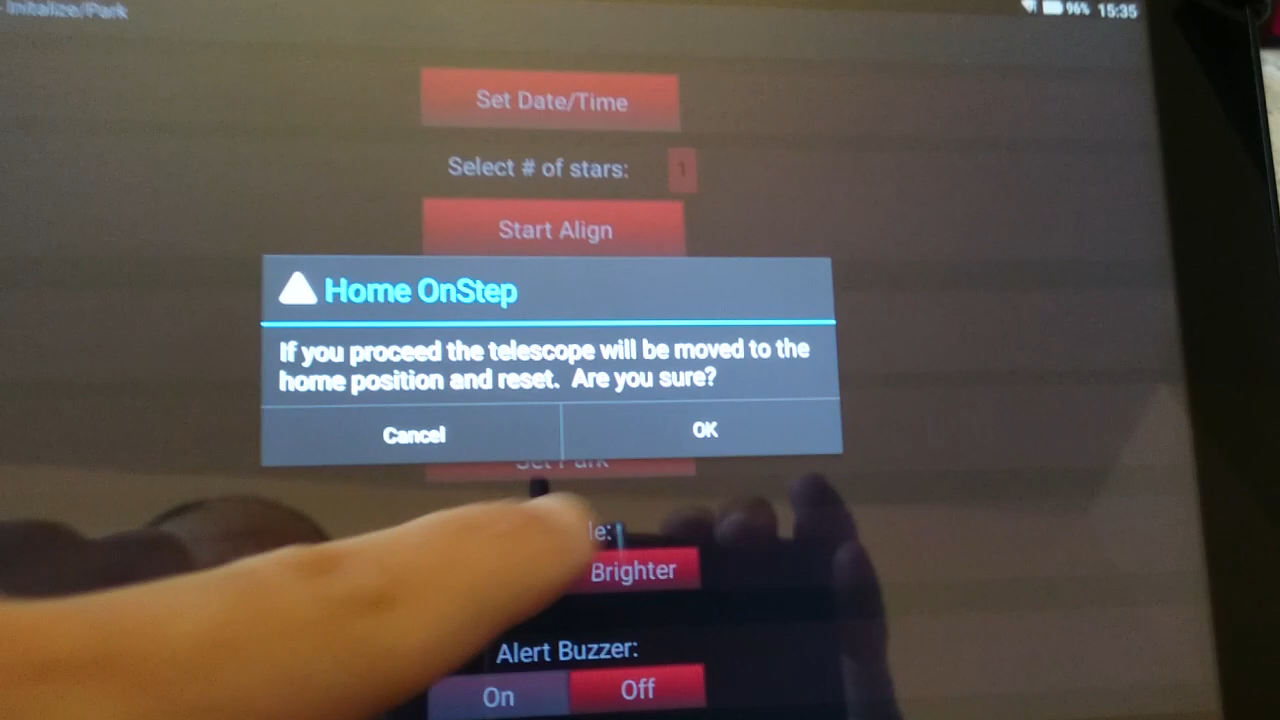 - Initalize/Park
96% 15:35
Set Date/Time
Select # of stars: 1
Start Align
Home OnStep
If you proceed the telescope will be moved to the
home position and reset. Are you sure?
Cancel OK
Set Park
Brighter
Alert Buzzer:
On Off